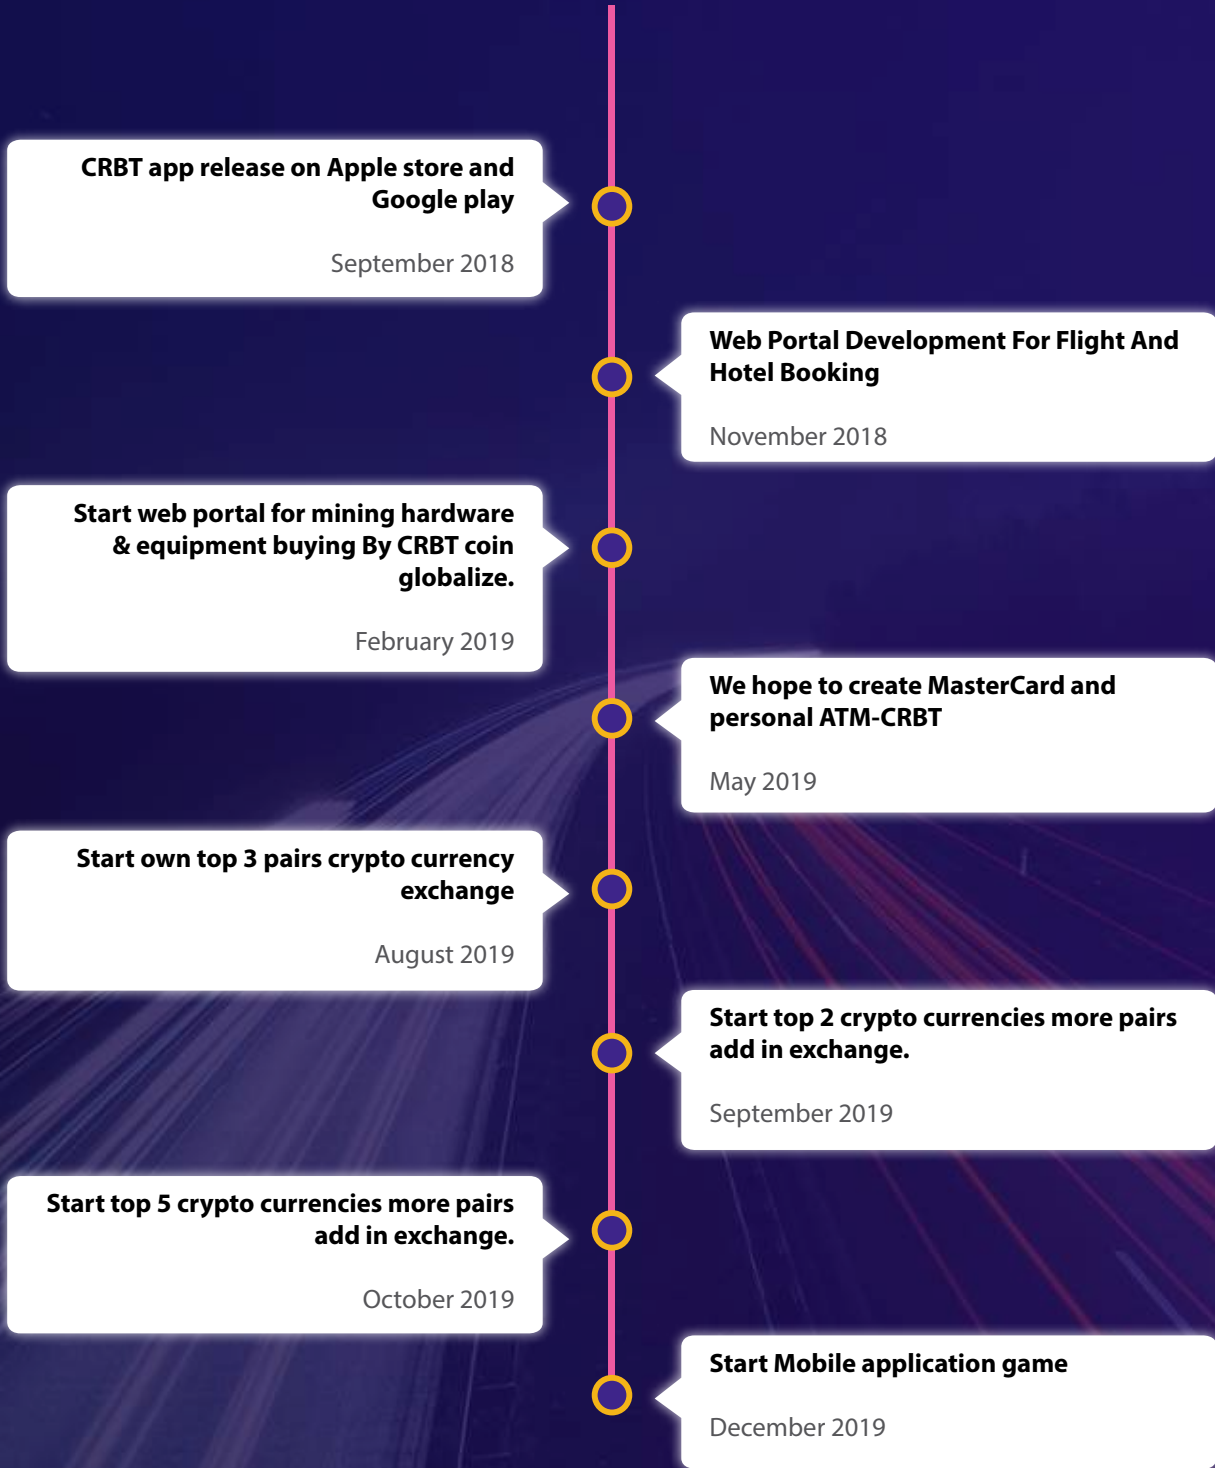 CRBT app release on Apple store and
Google play
September 2018
Web Portal Development For Flight And
Hotel Booking
November 2018
Start web portal for mining hardware
& equipment buying By CRBT coin
globalize.
February 2019
We hope to create MasterCard and
personal ATM-CRBT
May 2019
Start own top 3 pairs crypto currency
exchange
August 2019
Start top 2 crypto currencies more pairs
add in exchange.
September 2019
Start top 5 crypto currencies more pairs
add in exchange.
October 2019
Start Mobile application game
December 2019